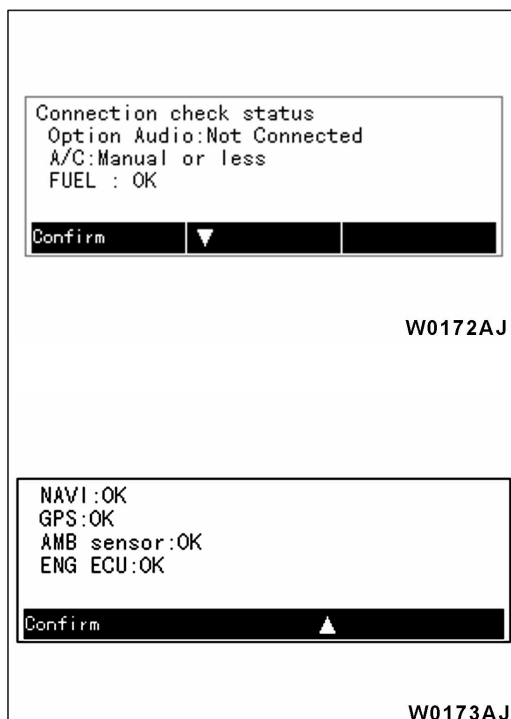 Connection check status
Option Audio:Not Connected
A/C:Manual or less
FUEL : OK
Confirm ▼
W0172AJ
NAVI:OK
GPS:OK
AMB sensor:OK
ENG ECU:OK
Confirm ▲
W0173AJ